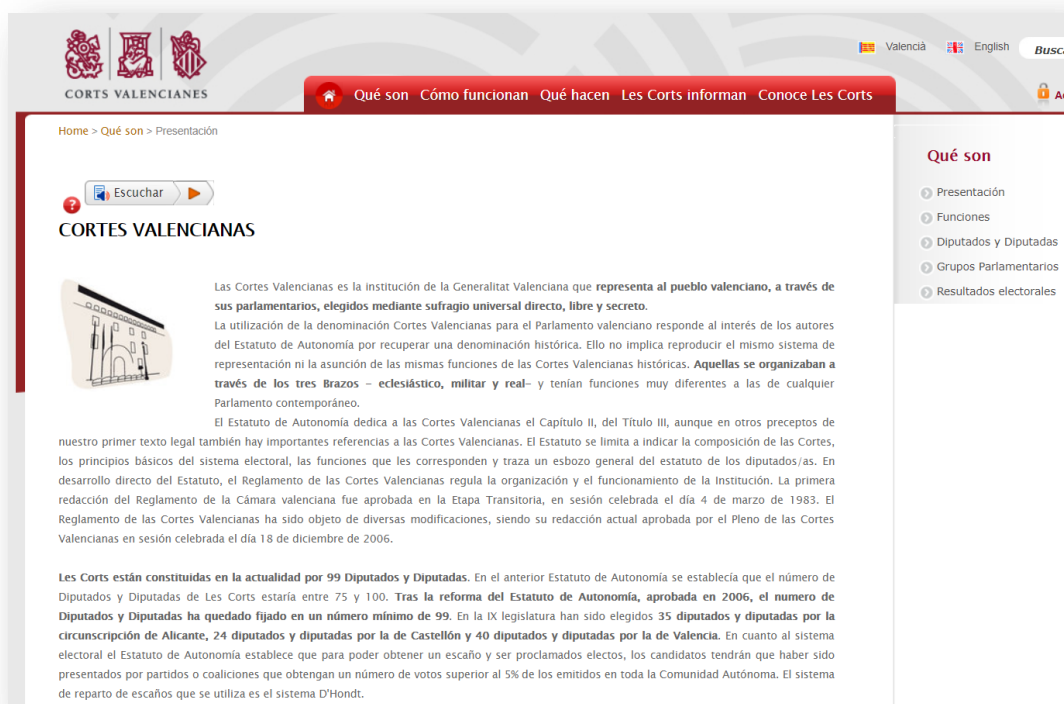 CORTS VALENCIANES
Valencià
English
Qué son
Cómo funcionan
Qué hacen
Les Corts informan
Conoce Les Corts
Home > Qué son > Presentación
Escuchar
CORTES VALENCIANAS
Las Cortes Valencianas es la institución de la Generalitat Valenciana que representa al pueblo valenciano, a través de
sus parlamentarios, elegidos mediante sufragio universal directo, libre y secreto.
La utilización de la denominación Cortes Valencianas para el Parlamento valenciano responde al interés de los autores
del Estatuto de Autonomía por recuperar una denominación histórica. Ello no implica reproducir el mismo sistema de
representación ni la asunción de las mismas funciones de las Cortes Valencianas históricas. Aquellas se organizaban a
través de los tres Brazos – eclesiástico, militar y real– y tenían funciones muy diferentes a las de cualquier
Parlamento contemporáneo.
El Estatuto de Autonomía dedica a las Cortes Valencianas el Capítulo II, del Título III, aunque en otros preceptos de
nuestro primer texto legal también hay importantes referencias a las Cortes Valencianas. El Estatuto se limita a indicar la composición de las Cortes,
los principios básicos del sistema electoral, las funciones que les corresponden y traza un esbozo general del estatuto de los diputados/as. En
desarrollo directo del Estatuto, el Reglamento de las Cortes Valencianas regula la organización y el funcionamiento de la Institución. La primera
redacción del Reglamento de la Cámara valenciana fue aprobada en la Etapa Transitoria, en sesión celebrada el día 4 de marzo de 1983. El
Reglamento de las Cortes Valencianas ha sido objeto de diversas modificaciones, siendo su redacción actual aprobada por el Pleno de las Cortes
Valencianas en sesión celebrada el día 18 de diciembre de 2006.
Les Corts están constituidas en la actualidad por 99 Diputados y Diputadas. En el anterior Estatuto de Autonomía se establecía que el número de
Diputados y Diputadas de Les Corts estaría entre 75 y 100. Tras la reforma del Estatuto de Autonomía, aprobada en 2006, el numero de
Diputados y Diputadas ha quedado fijado en un número mínimo de 99. En la IX legislatura han sido elegidos 35 diputados y diputadas por la
circunscripción de Alicante, 24 diputados y diputadas por la de Castellón y 40 diputados y diputadas por la de Valencia. En cuanto al sistema
electoral el Estatuto de Autonomía establece que para poder obtener un escaño y ser proclamados electos, los candidatos tendrán que haber sido
presentados por partidos o coaliciones que obtengan un número de votos superior al 5% de los emitidos en toda la Comunidad Autónoma. El sistema
de reparto de escaños que se utiliza es el sistema D'Hondt.
Qué son
Presentación
Funciones
Diputados y Diputadas
Grupos Parlamentarios
Resultados electorales